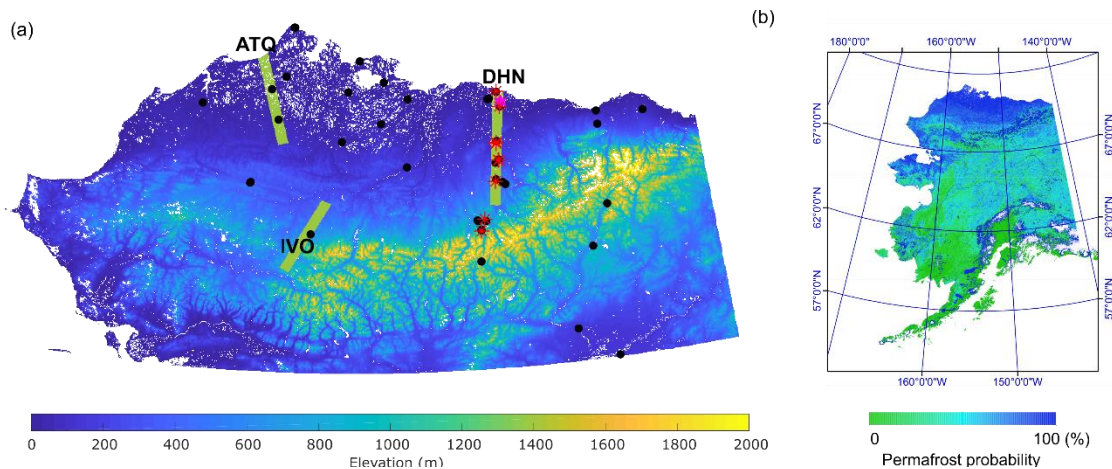 (a)
ATQ
DHN
IVO
0 200 400 600 800 1000 1200 1400 1600 1800 2000
Elevation (m)
(b)
180°0'0" 160°0'0"W 140°0'0"W
67°0'0"N 67°0'0"N
62°0'0"N 62°0'0"N
57°0'0"N 57°0'0"N
160°0'0"W 150°0'0"W
0 100 (%)
Permafrost probability